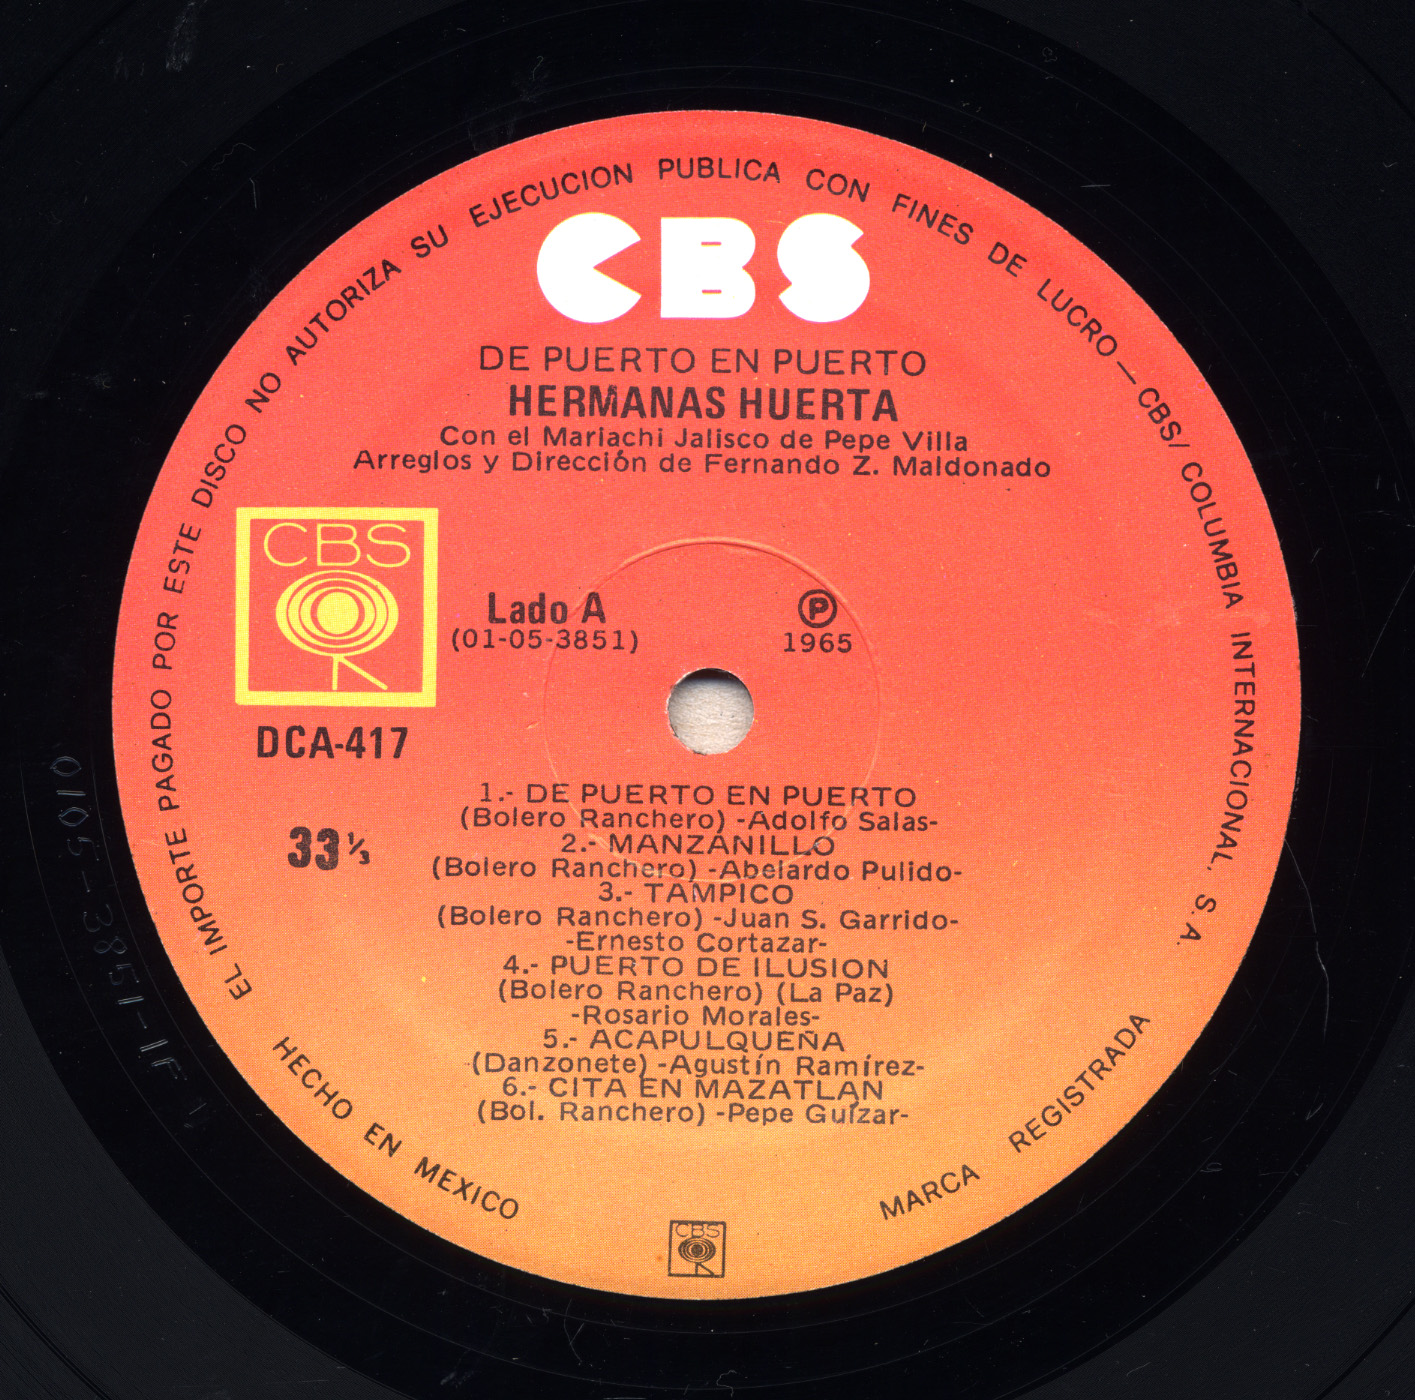 EL IMPORTE PAGADO POR ESTE DISCO NO AUTORIZA SU EJECUCION PUBLICA CON FINES DE LUCRO — CBS/ COLUMBIA INTERNACIONAL, S.A.
CBS
DE PUERTO EN PUERTO
HERMANAS HUERTA
Con el Mariachi Jalisco de Pepe Villa
Arreglos y Dirección de Fernando Z. Maldonado
CBS
Lado A
(01-05-3851)
Ⓟ
1965
DCA-417
33 1/3
1.- DE PUERTO EN PUERTO
(Bolero Ranchero) -Adolfo Salas-
2.- MANZANILLO
(Bolero Ranchero) -Abelardo Pulido-
3.- TAMPICO
(Bolero Ranchero) -Juan S. Garrido-
-Ernesto Cortazar-
4.- PUERTO DE ILUSION
(Bolero Ranchero) (La Paz)
-Rosario Morales-
5.- ACAPULQUEÑA
(Danzonete) -Agustín Ramírez-
6.- CITA EN MAZATLAN
(Bol. Ranchero) -Pepe Guízar-
HECHO EN MEXICO
MARCA REGISTRADA
CBS
0105-3851-1F